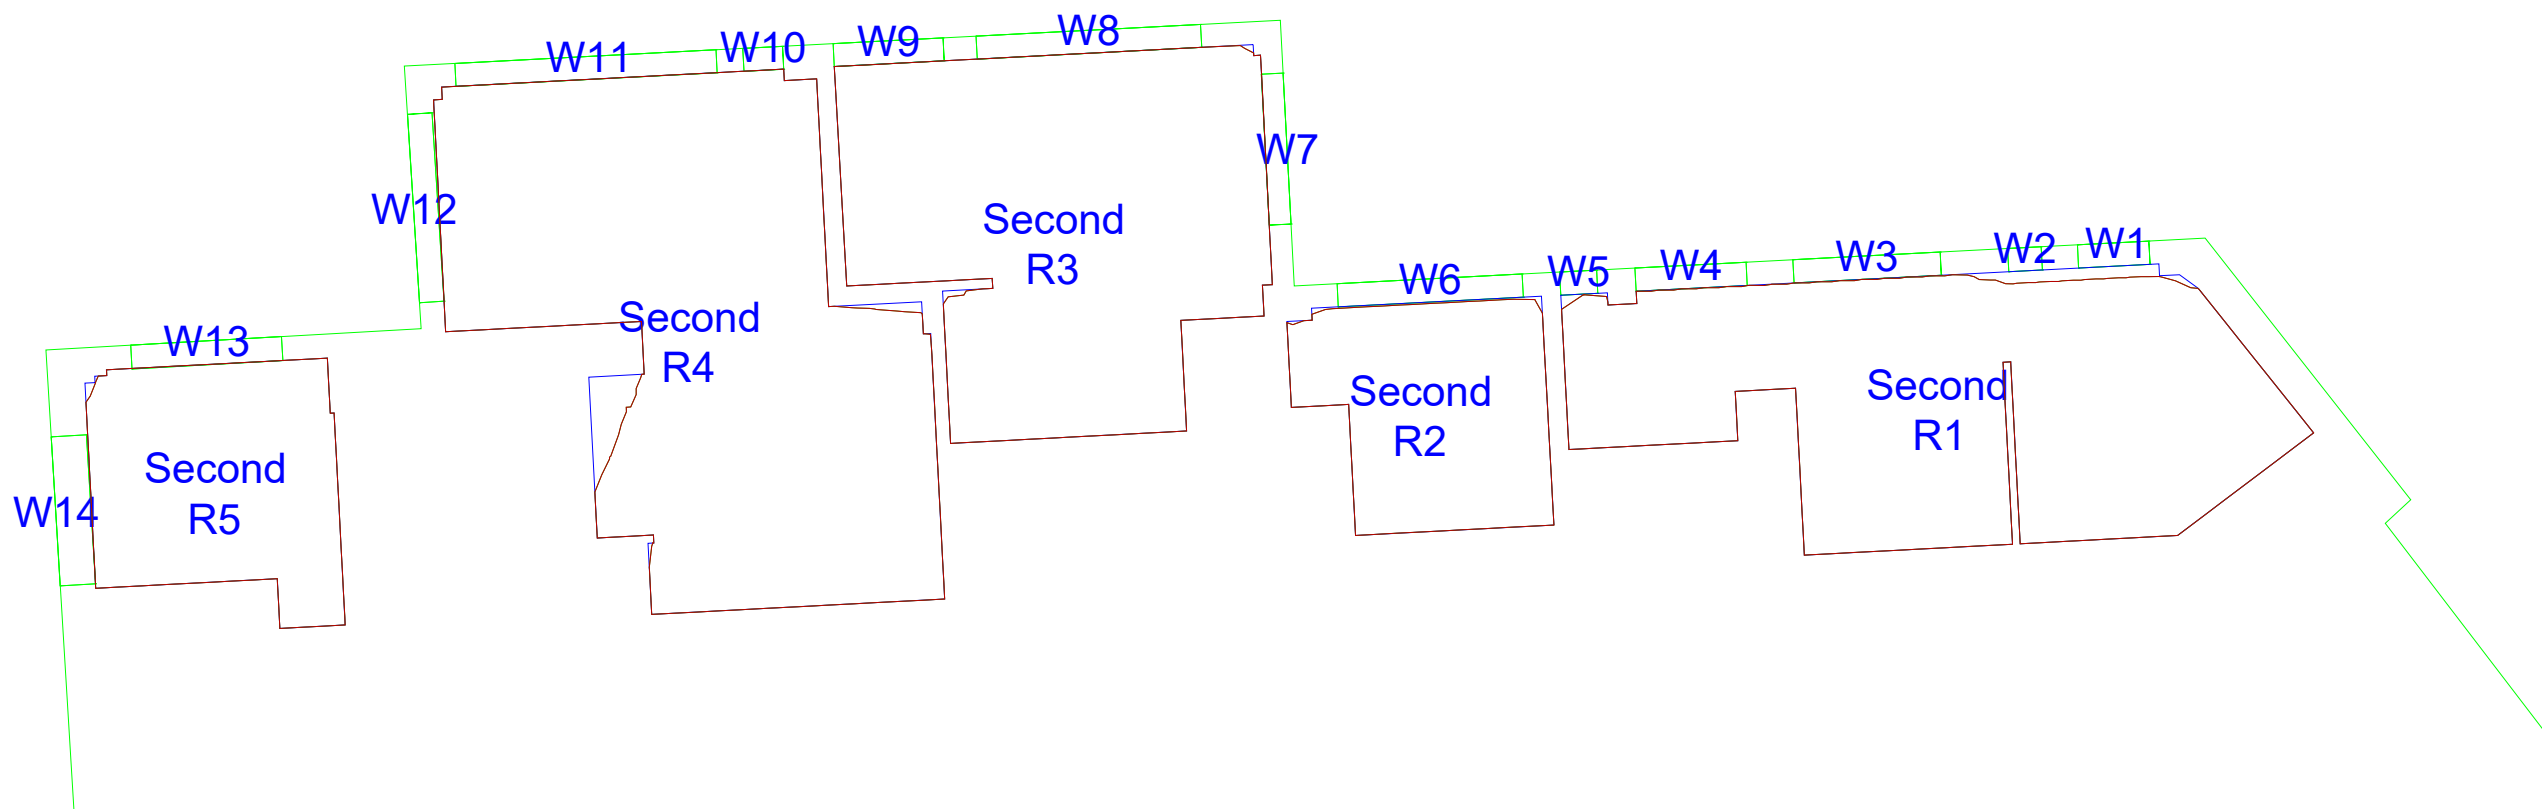 W11
W10
W9
W8
W7
W12
Second
R3
W6
W5
W4
W3
W2
W1
Second
R4
W13
Second
R2
Second
R1
Second
R5
W14